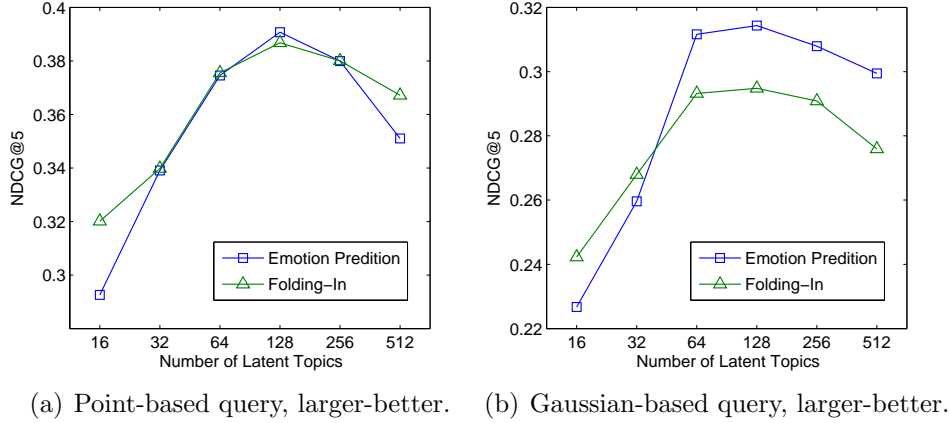 0.4
0.38
0.36
0.34
0.32
0.3
NDCG@5
16 32 64 128 256 512
Number of Latent Topics
Emotion Predition
Folding-In
(a) Point-based query, larger-better.
0.32
0.3
0.28
0.26
0.24
0.22
NDCG@5
16 32 64 128 256 512
Number of Latent Topics
Emotion Predition
Folding-In
(b) Gaussian-based query, larger-better.